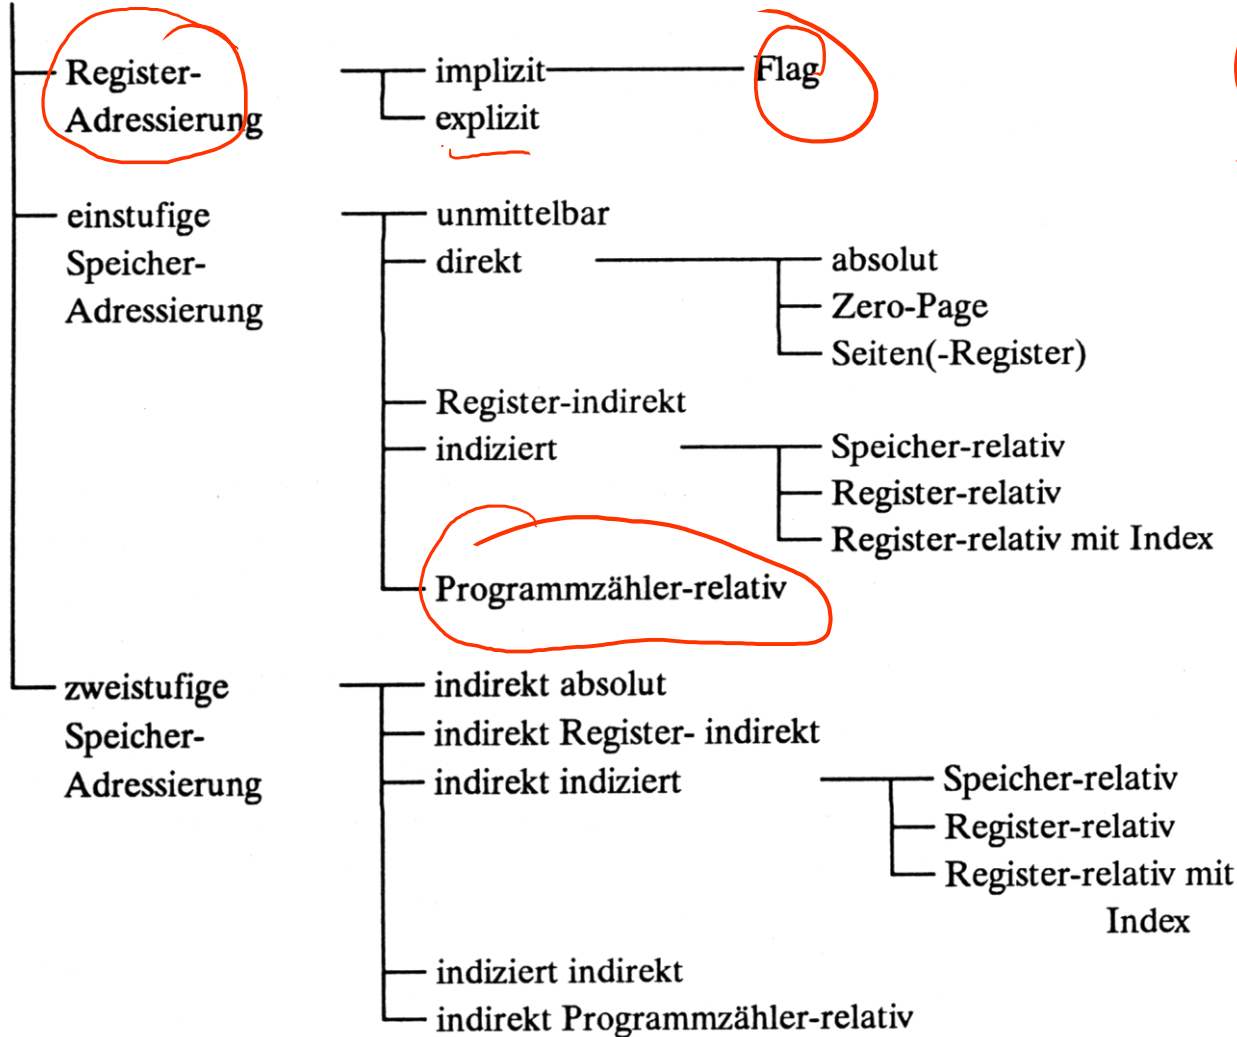 Register- implizit Flag
Adressierung explizit
einstufige unmittelbar
Speicher- direkt absolut
Adressierung Zero-Page
Seiten(-Register)
Register-indirekt
indiziert Speicher-relativ
Register-relativ
Register-relativ mit Index
Programmzähler-relativ
zweistufige indirekt absolut
Speicher- indirekt Register- indirekt
Adressierung indirekt indiziert Speicher-relativ
Register-relativ
Register-relativ mit
Index
indiziert indirekt
indirekt Programmzähler-relativ